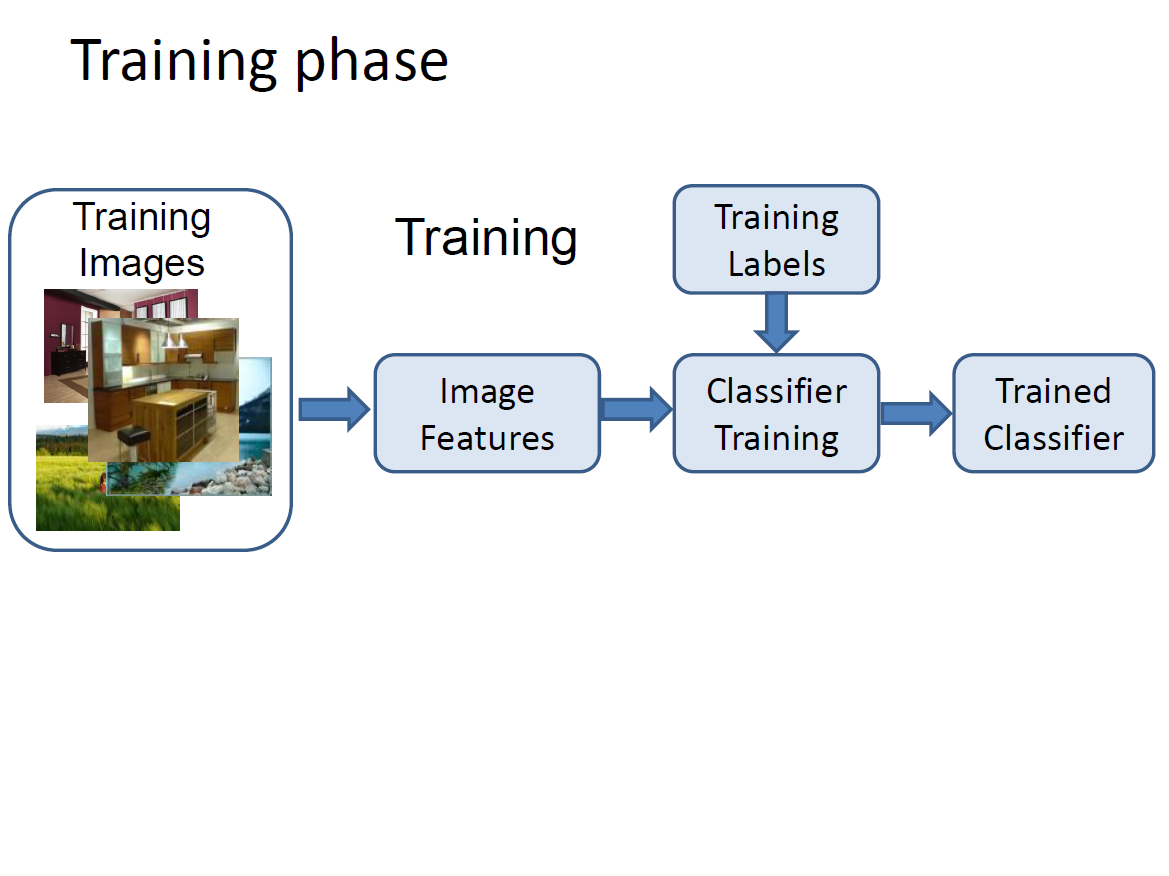 Training phase
Training
Images
Training
Training
Labels
Image
Features
Classifier
Training
Trained
Classifier